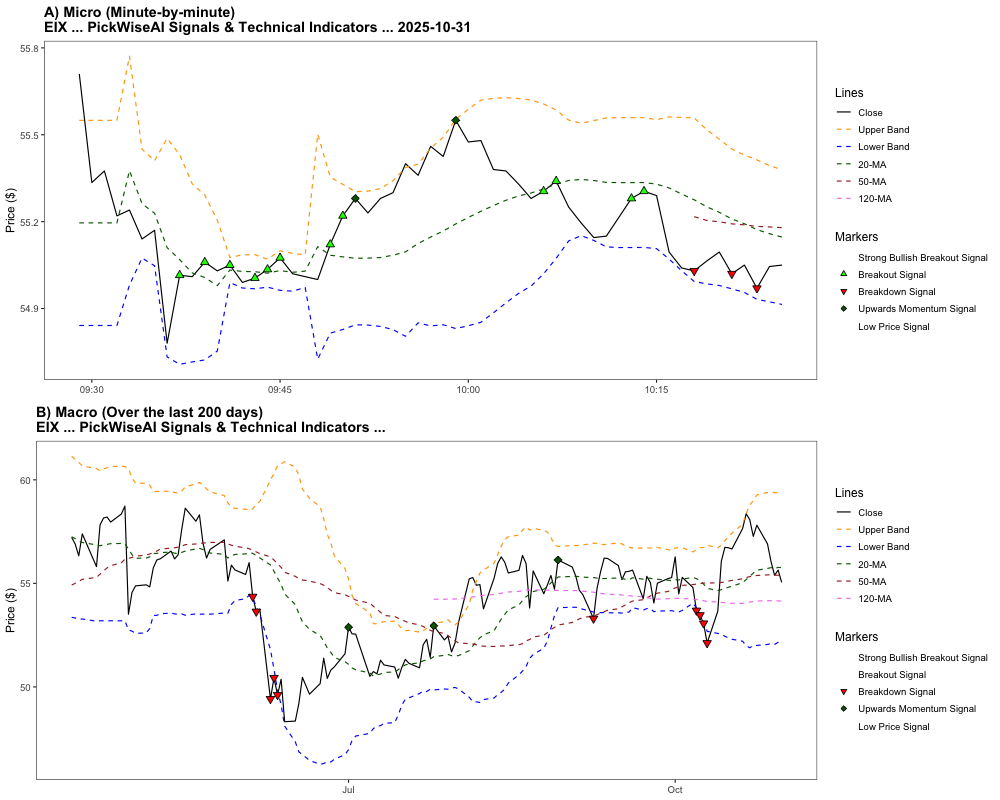 A) Micro (Minute-by-minute)
EIX ... PickWiseAI Signals & Technical Indicators ... 2025-10-31
Price ($)
55.8
55.5
55.2
54.9
09:30
09:45
10:00
10:15
Lines
Close
Upper Band
Lower Band
20-MA
50-MA
120-MA
Markers
Strong Bullish Breakout Signal
Breakout Signal
Breakdown Signal
Upwards Momentum Signal
Low Price Signal
B) Macro (Over the last 200 days)
EIX ... PickWiseAI Signals & Technical Indicators ...
Price ($)
60
55
50
Jul
Oct
Lines
Close
Upper Band
Lower Band
20-MA
50-MA
120-MA
Markers
Strong Bullish Breakout Signal
Breakout Signal
Breakdown Signal
Upwards Momentum Signal
Low Price Signal